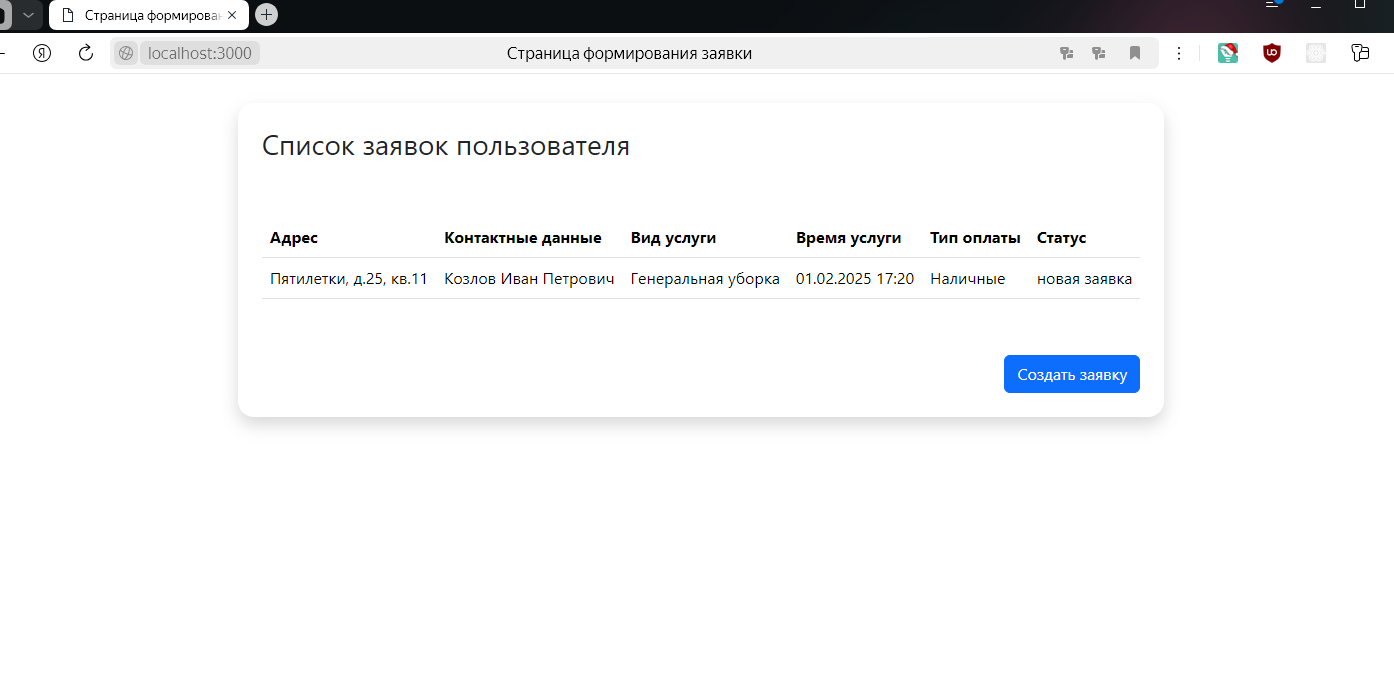 Страница формирован
localhost:3000 Страница формирования заявки
Список заявок пользователя
Адрес Контактные данные Вид услуги Время услуги Тип оплаты Статус
Пятилетки, д.25, кв.11 Козлов Иван Петрович Генеральная уборка 01.02.2025 17:20 Наличные новая заявка
Создать заявку